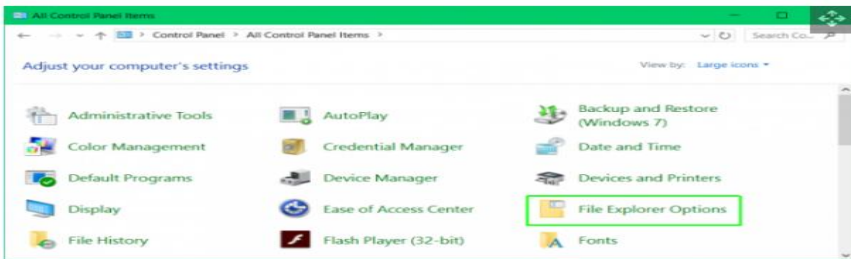 All Control Panel Items
Control Panel > All Control Panel Items >
Search Co...
Adjust your computer's settings
View by: Large icons
Administrative Tools
AutoPlay
Backup and Restore
(Windows 7)
Color Management
Credential Manager
Date and Time
Default Programs
Device Manager
Devices and Printers
Display
Ease of Access Center
File Explorer Options
File History
Flash Player (32-bit)
Fonts